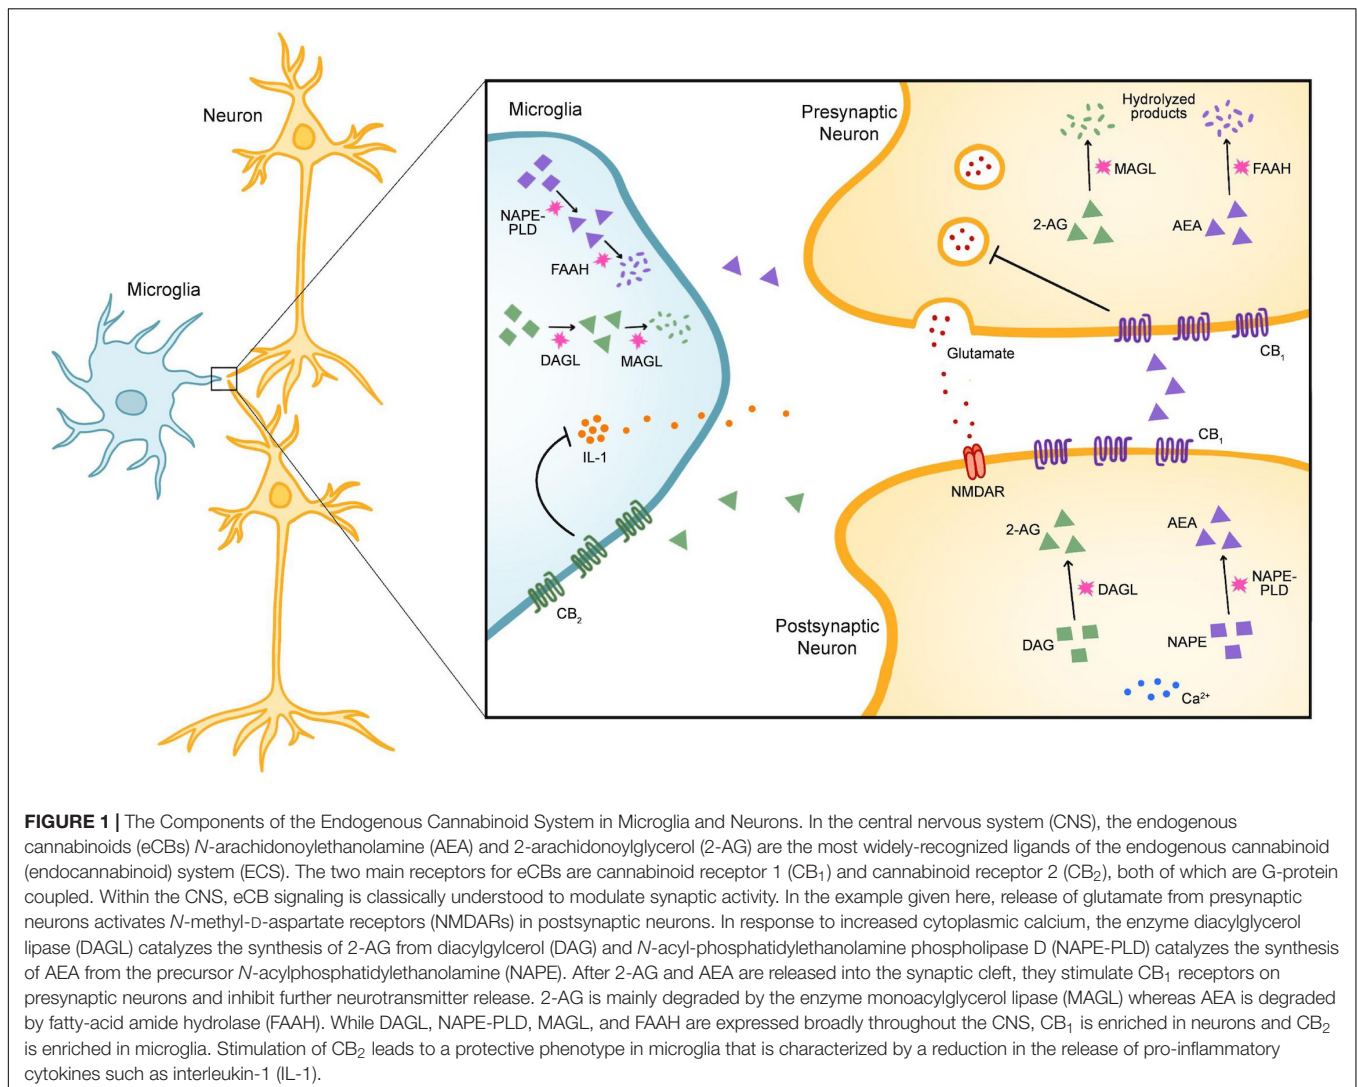 Neuron
Microglia
Microglia
NAPE-
PLD
FAAH
DAGL
MAGL
IL-1
CB2
Presynaptic
Neuron
Hydrolyzed
products
MAGL
FAAH
2-AG
AEA
Glutamate
CB1
CB1
NMDAR
2-AG
AEA
DAGL
NAPE-
PLD
DAG
NAPE
Ca2+
Postsynaptic
Neuron
FIGURE 1 | The Components of the Endogenous Cannabinoid System in Microglia and Neurons. In the central nervous system (CNS), the endogenous
cannabinoids (eCBs) N-arachidonoylethanolamine (AEA) and 2-arachidonoylglycerol (2-AG) are the most widely-recognized ligands of the endogenous cannabinoid
(endocannabinoid) system (ECS). The two main receptors for eCBs are cannabinoid receptor 1 (CB1) and cannabinoid receptor 2 (CB2), both of which are G-protein
coupled. Within the CNS, eCB signaling is classically understood to modulate synaptic activity. In the example given here, release of glutamate from presynaptic
neurons activates N-methyl-D-aspartate receptors (NMDARs) in postsynaptic neurons. In response to increased cytoplasmic calcium, the enzyme diacylglycerol
lipase (DAGL) catalyzes the synthesis of 2-AG from diacylgylcerol (DAG) and N-acyl-phosphatidylethanolamine phospholipase D (NAPE-PLD) catalyzes the synthesis
of AEA from the precursor N-acylphosphatidylethanolamine (NAPE). After 2-AG and AEA are released into the synaptic cleft, they stimulate CB1 receptors on
presynaptic neurons and inhibit further neurotransmitter release. 2-AG is mainly degraded by the enzyme monoacylglycerol lipase (MAGL) whereas AEA is degraded
by fatty-acid amide hydrolase (FAAH). While DAGL, NAPE-PLD, MAGL, and FAAH are expressed broadly throughout the CNS, CB1 is enriched in neurons and CB2
is enriched in microglia. Stimulation of CB2 leads to a protective phenotype in microglia that is characterized by a reduction in the release of pro-inflammatory
cytokines such as interleukin-1 (IL-1).